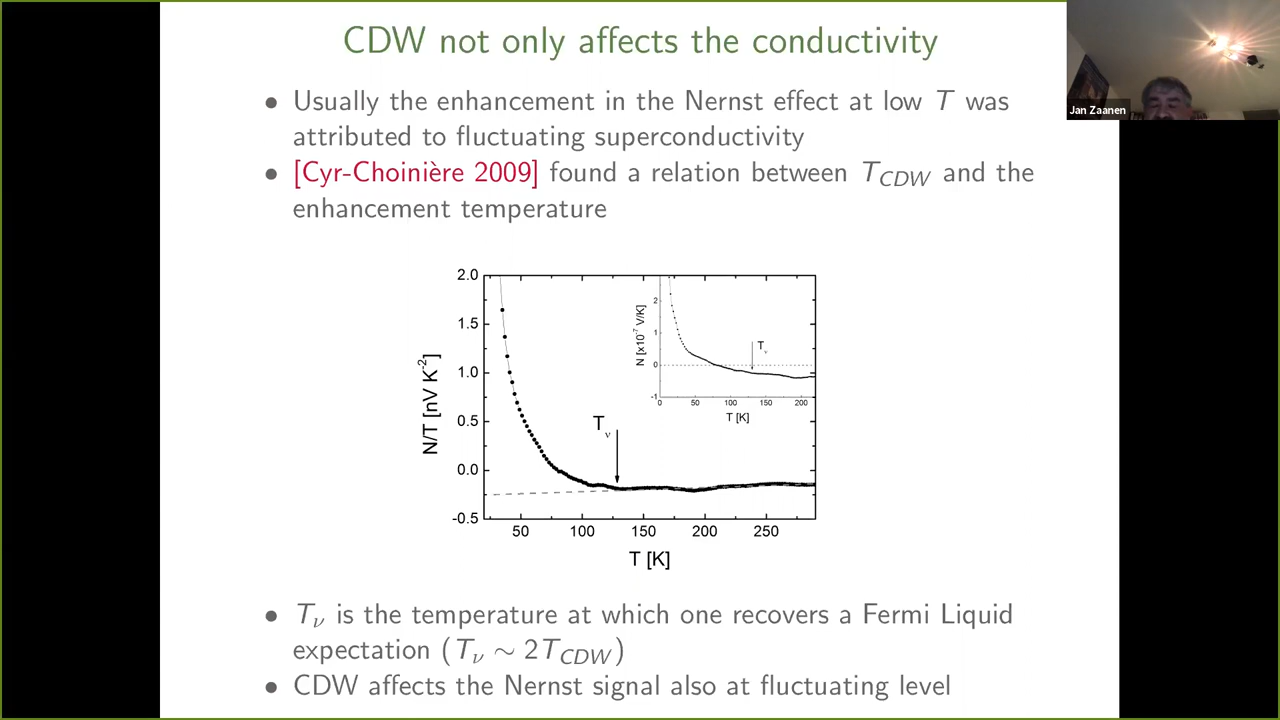 CDW not only affects the conductivity
Jan Zaanen
• Usually the enhancement in the Nernst effect at low T was
attributed to fluctuating superconductivity
• [Cyr-Choinière 2009] found a relation between T_CDW and the
enhancement temperature
2.0
1.5
1.0
0.5
0.0
-0.5
N/T [nV K⁻²]
50 100 150 200 250
T [K]
T_ν
2
1
0
-1
N [x10⁻⁷ V/K]
0 50 100 150 200
T [K]
T_ν
• T_ν is the temperature at which one recovers a Fermi Liquid
expectation (T_ν ∼ 2T_CDW)
• CDW affects the Nernst signal also at fluctuating level